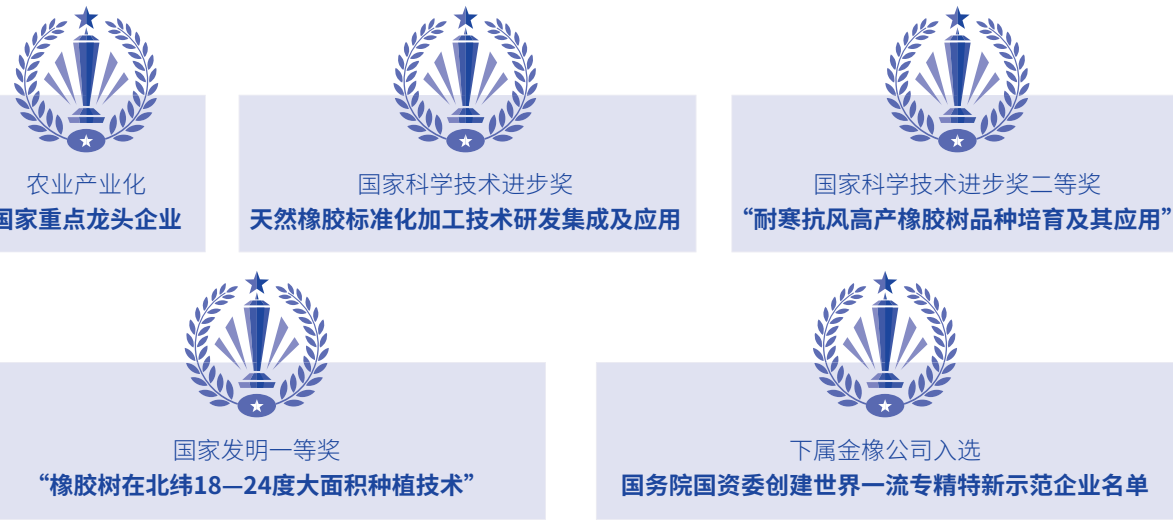 农业产业化
国家重点龙头企业
国家科学技术进步奖
天然橡胶标准化加工技术研发集成及应用
国家科学技术进步奖二等奖
“耐寒抗风高产橡胶树品种培育及其应用”
国家发明一等奖
“橡胶树在北纬18—24度大面积种植技术”
下属金橡公司入选
国务院国资委创建世界一流专精特新示范企业名单